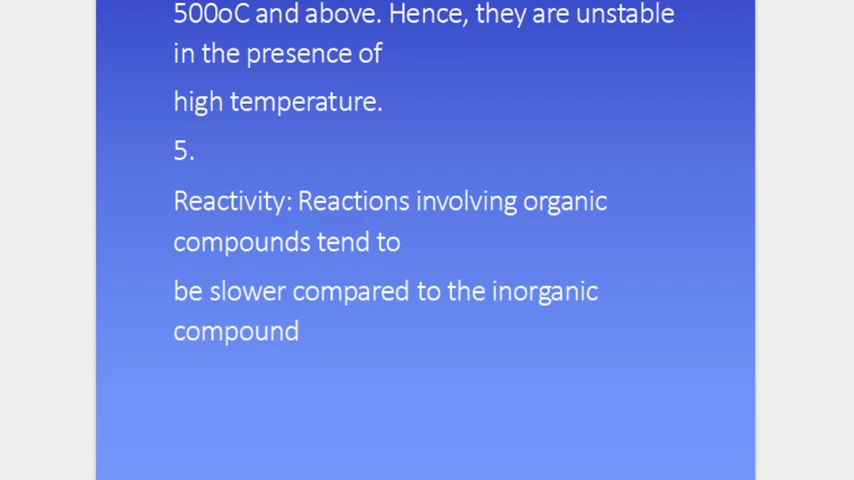 500oC and above. Hence, they are unstable
in the presence of
high temperature.
5.
Reactivity: Reactions involving organic
compounds tend to
be slower compared to the inorganic
compound